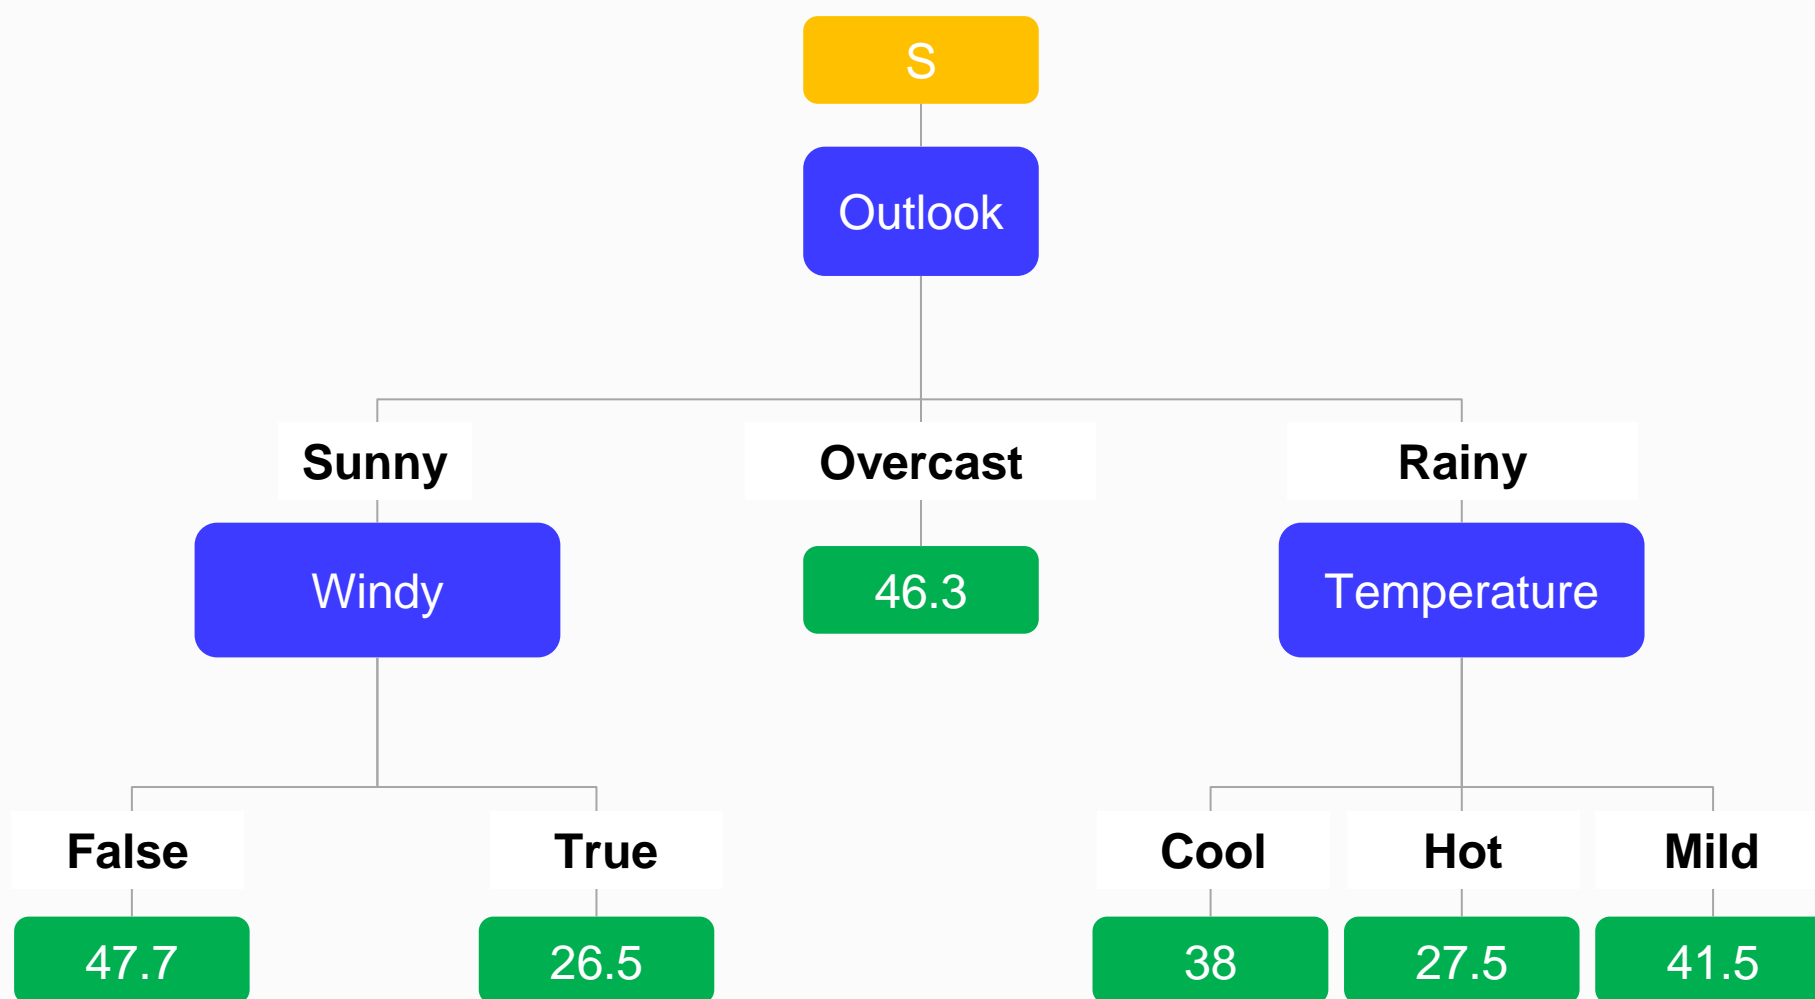 S
Outlook
Sunny
Overcast
Rainy
Windy
46.3
Temperature
False
True
Cool
Hot
Mild
47.7
26.5
38
27.5
41.5